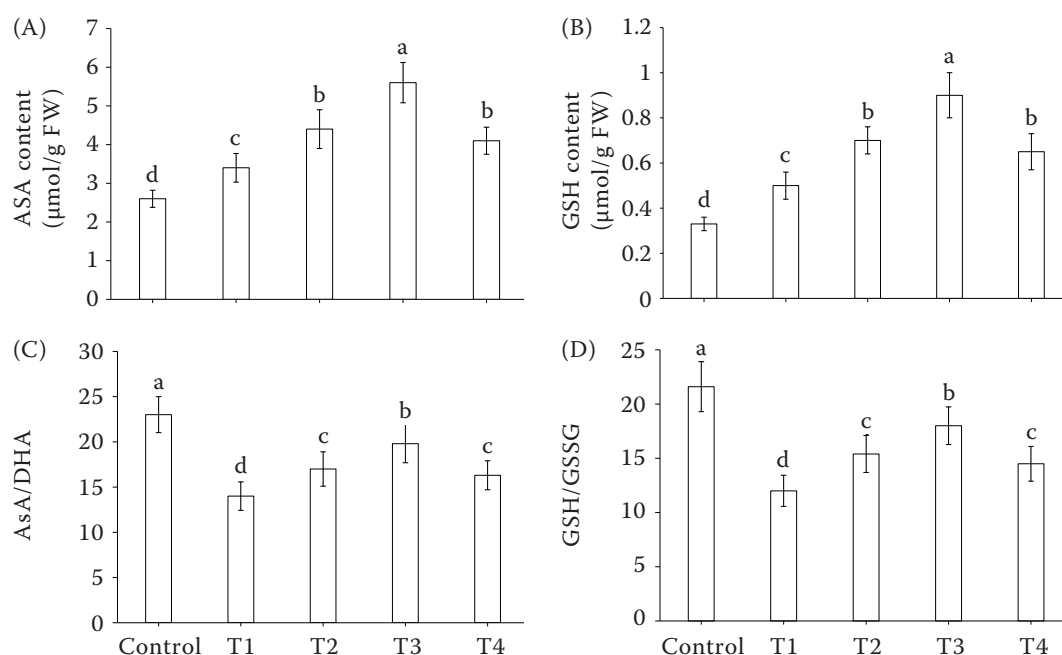 (A)
ASA content
(μmol/g FW)
7
6
5
4
3
2
1
0
d
c
b
a
b
(B)
GSH content
(μmol/g FW)
1.2
1
0.8
0.6
0.4
0.2
0
d
c
b
a
b
(C)
AsA/DHA
30
25
20
15
10
5
0
a
d
c
b
c
Control T1 T2 T3 T4
(D)
GSH/GSSG
25
20
15
10
5
0
a
d
c
b
c
Control T1 T2 T3 T4